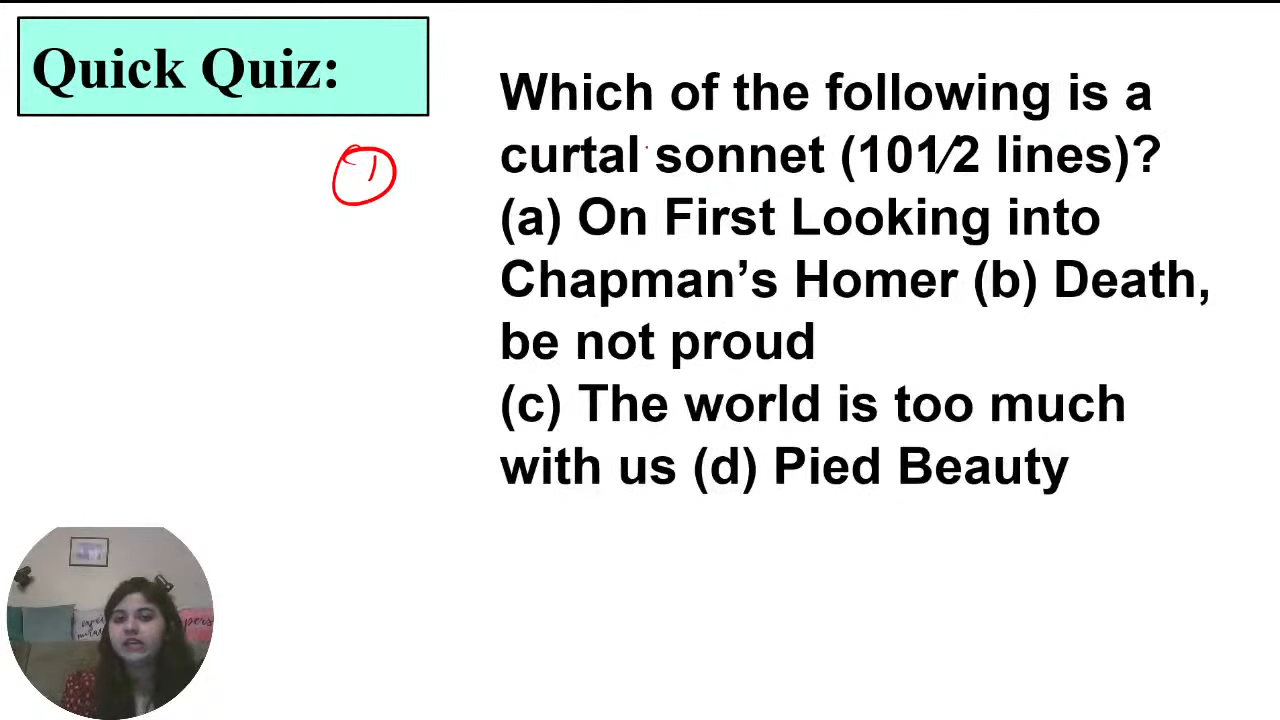 Quick Quiz:
1
Which of the following is a
curtal sonnet (101⁄2 lines)?
(a) On First Looking into
Chapman’s Homer (b) Death,
be not proud
(c) The world is too much
with us (d) Pied Beauty